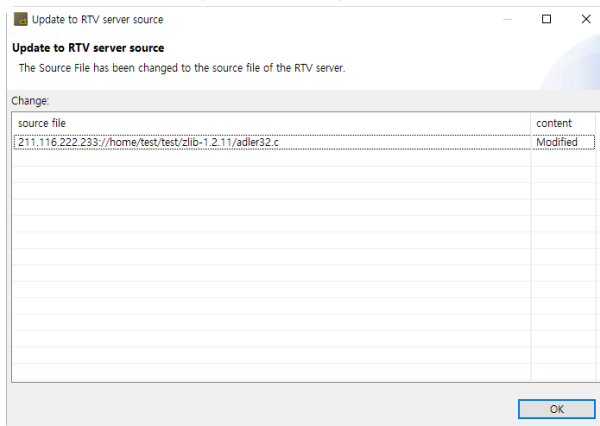 ct Update to RTV server source
Update to RTV server source
The Source File has been changed to the source file of the RTV server.
Change:
source file content
211.116.222.233://home/test/test/zlib-1.2.11/adler32.c Modified
OK